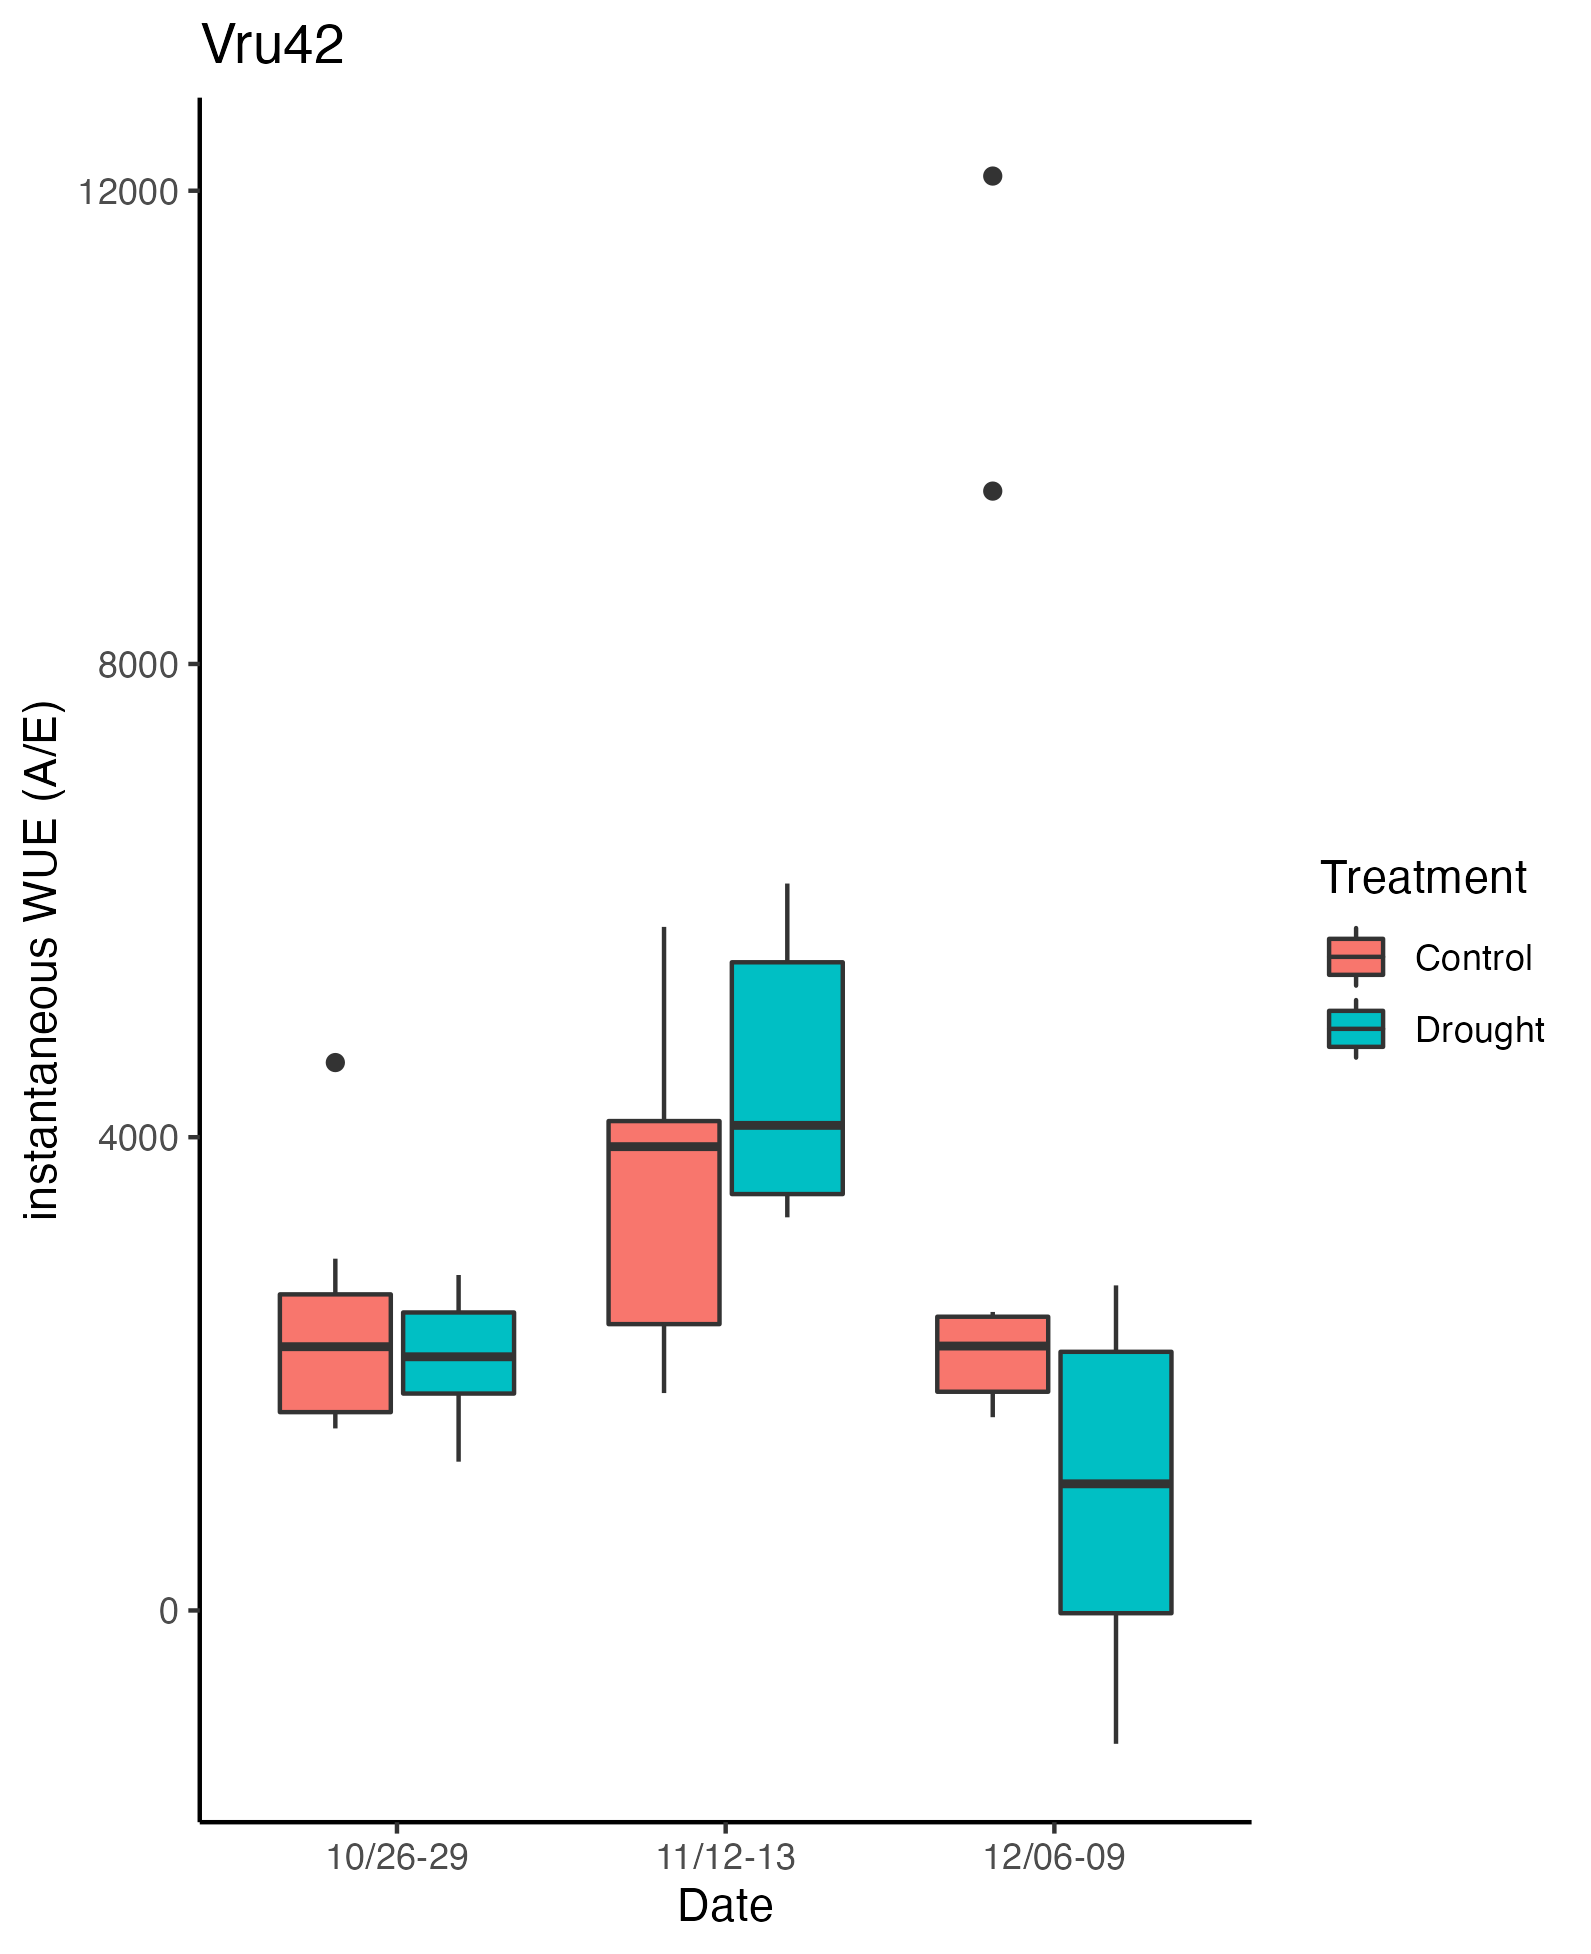 Vru42
instantaneous WUE (A/E)
12000
8000
4000
0
10/26-29
11/12-13
12/06-09
Date
Treatment
Control
Drought